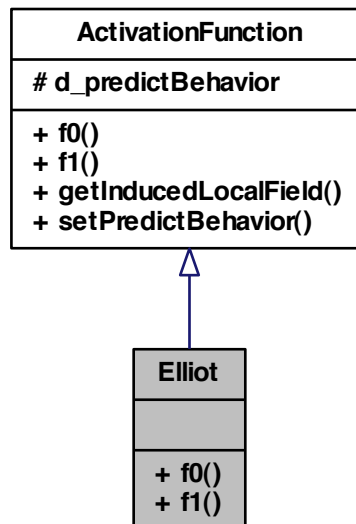 ActivationFunction
# d_predictBehavior
+ f0()
+ f1()
+ getInducedLocalField()
+ setPredictBehavior()
Elliot
+ f0()
+ f1()